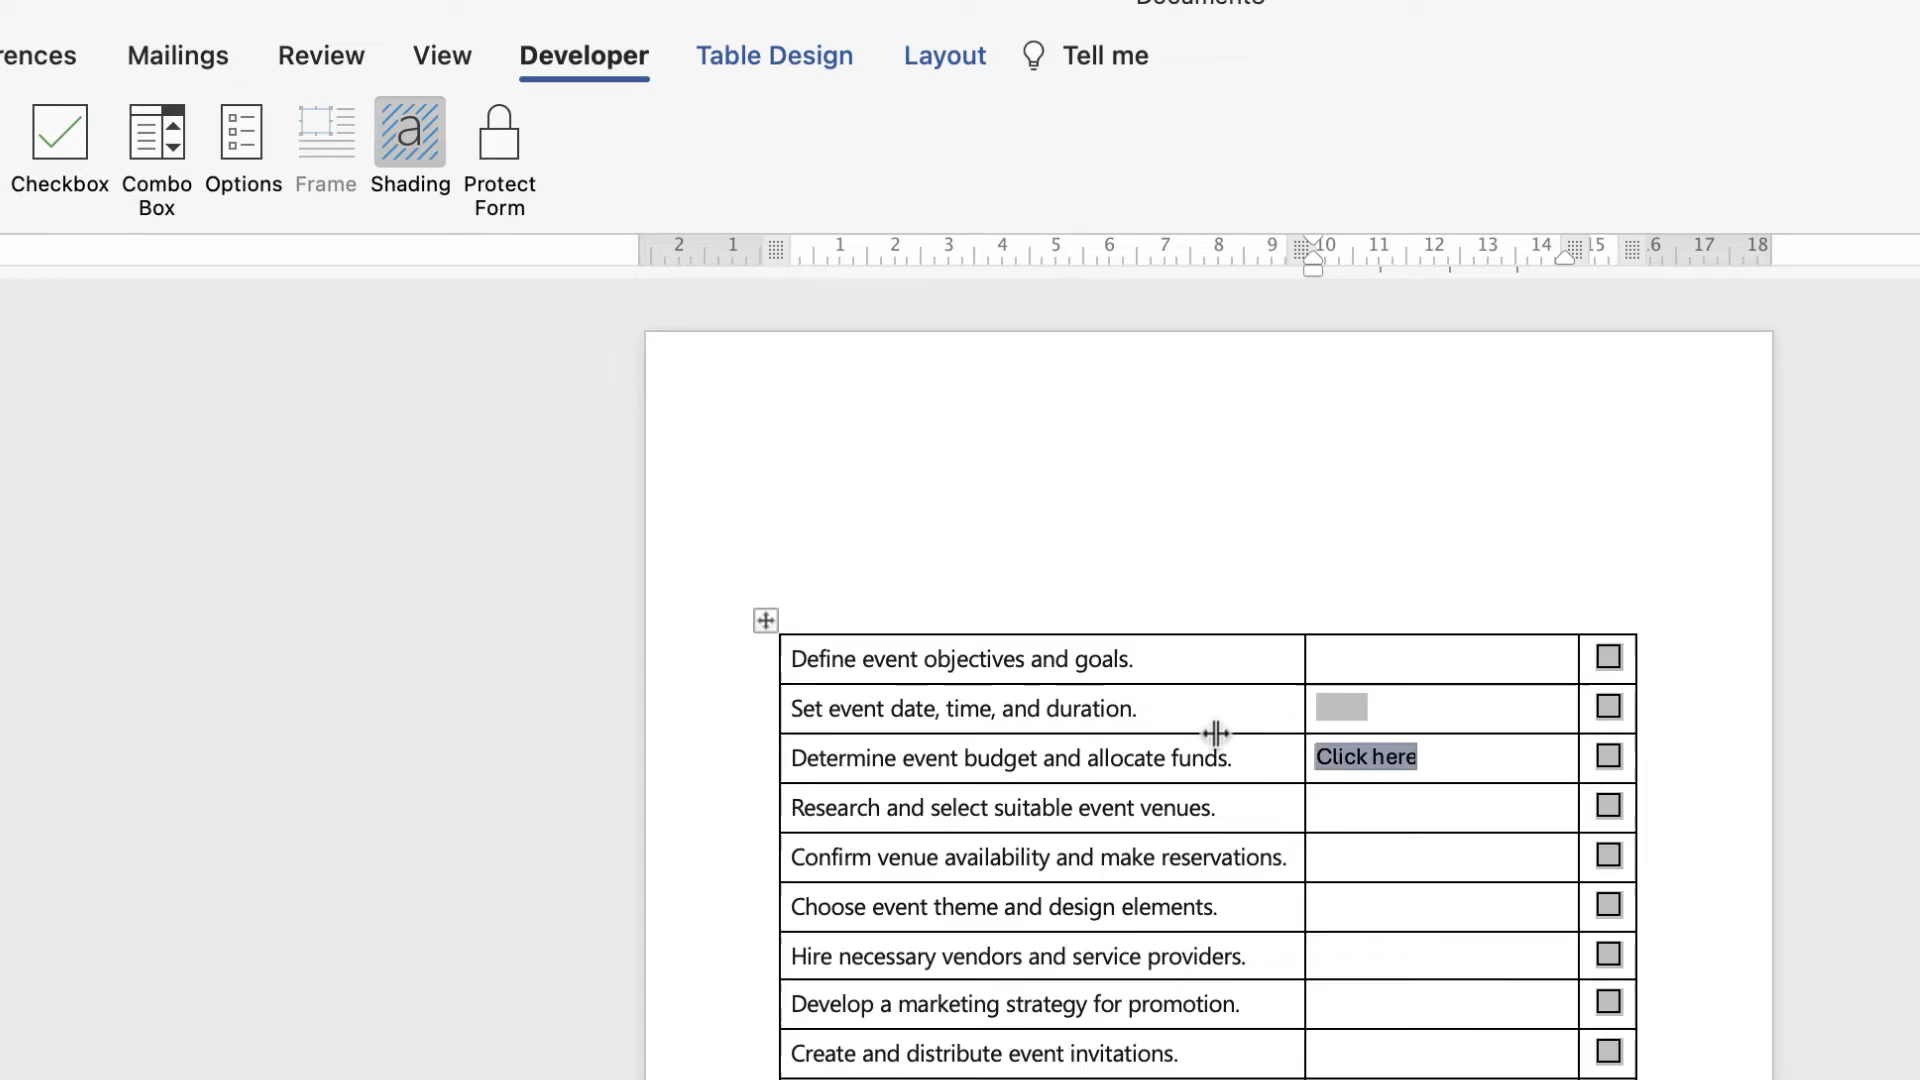 Documents
rences Mailings Review View Developer Table Design Layout Tell me
a
Checkbox Combo Box Options Frame Shading Protect Form
2 1 1 2 3 4 5 6 7 8 9 10 11 12 13 14 15 6 17 18
Define event objectives and goals.
Set event date, time, and duration.
Determine event budget and allocate funds. Click here
Research and select suitable event venues.
Confirm venue availability and make reservations.
Choose event theme and design elements.
Hire necessary vendors and service providers.
Develop a marketing strategy for promotion.
Create and distribute event invitations.